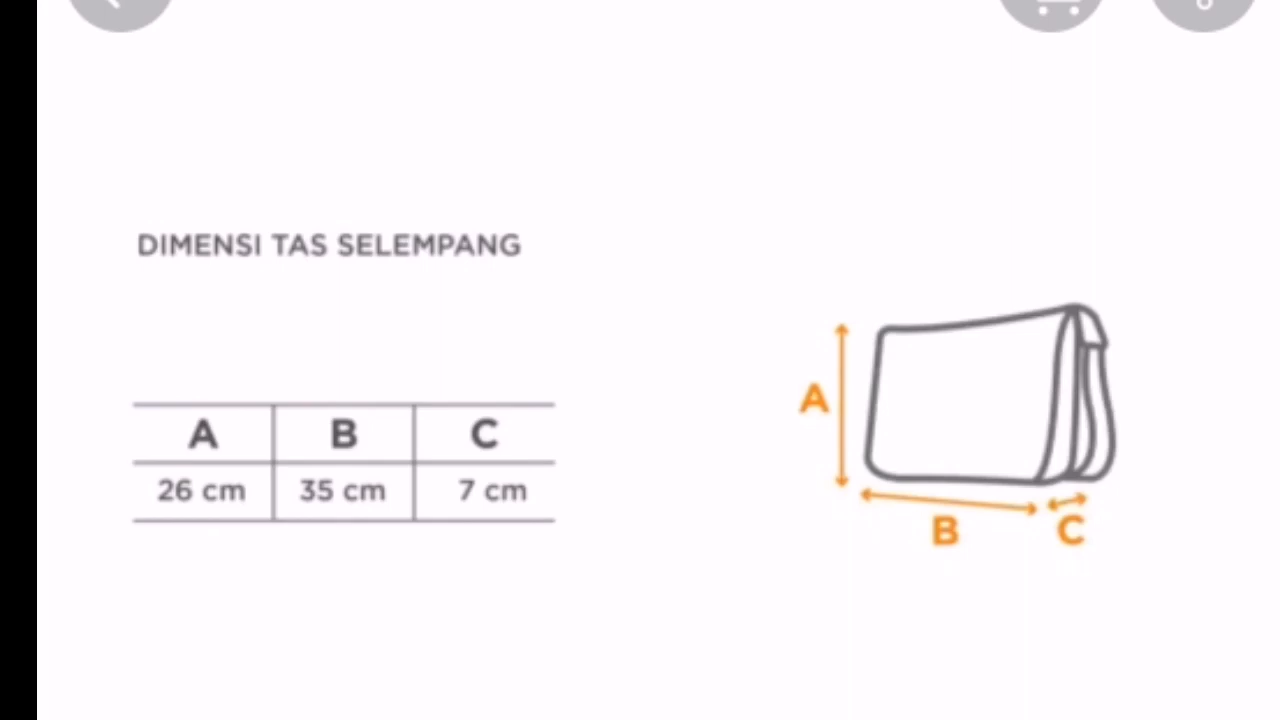 DIMENSI TAS SELEMPANG
A B C
26 cm 35 cm 7 cm
A
B
C